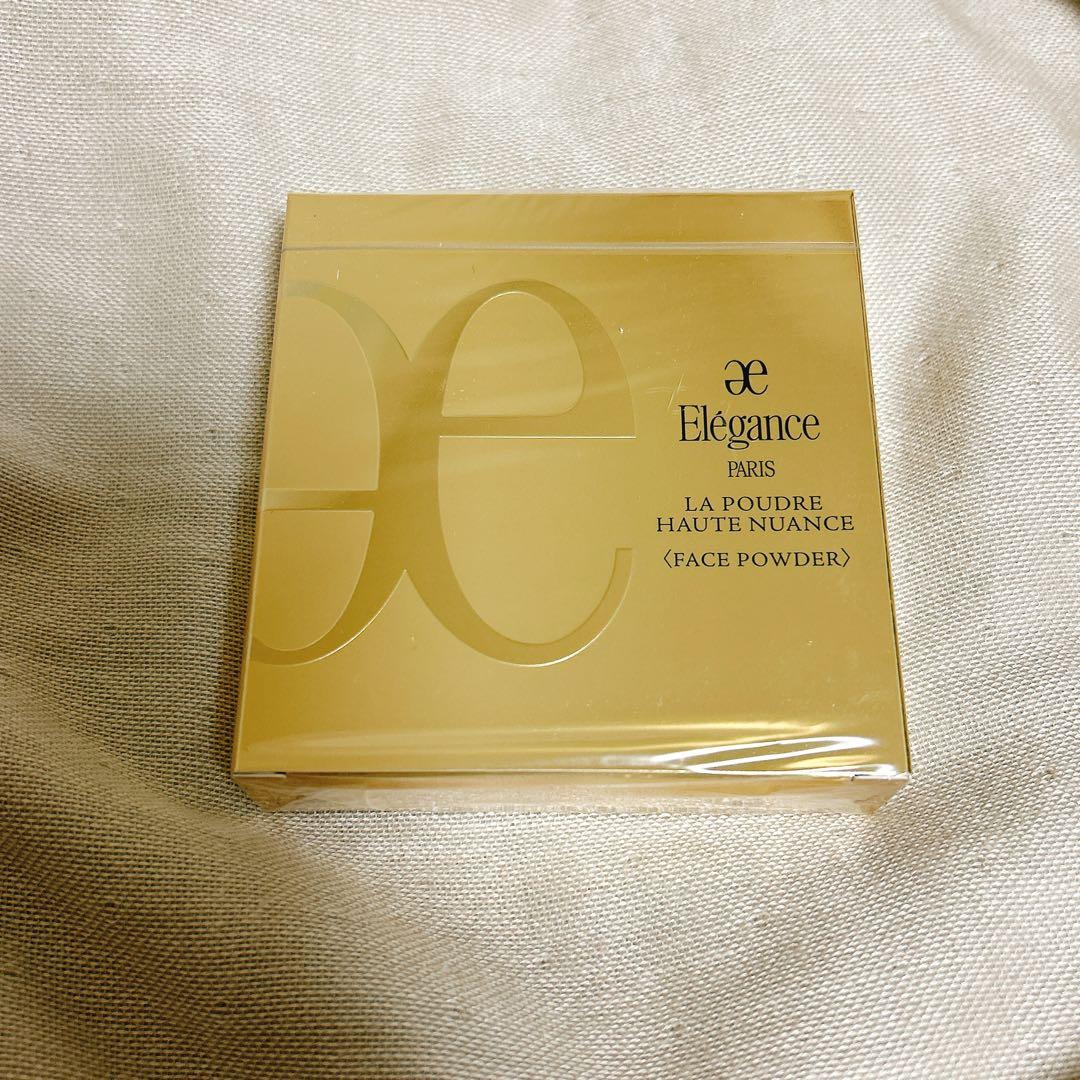 æ
Elégance
PARIS
LA POUDRE
HAUTE NUANCE
〈FACE POWDER〉